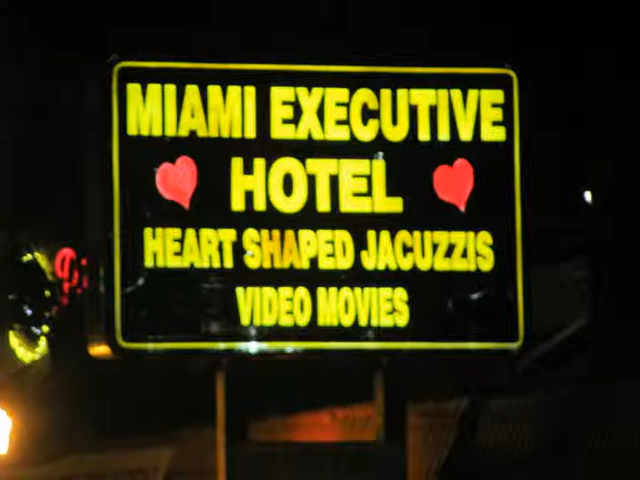 MIAMI EXECUTIVE
HOTEL
HEART SHAPED JACUZZIS
VIDEO MOVIES